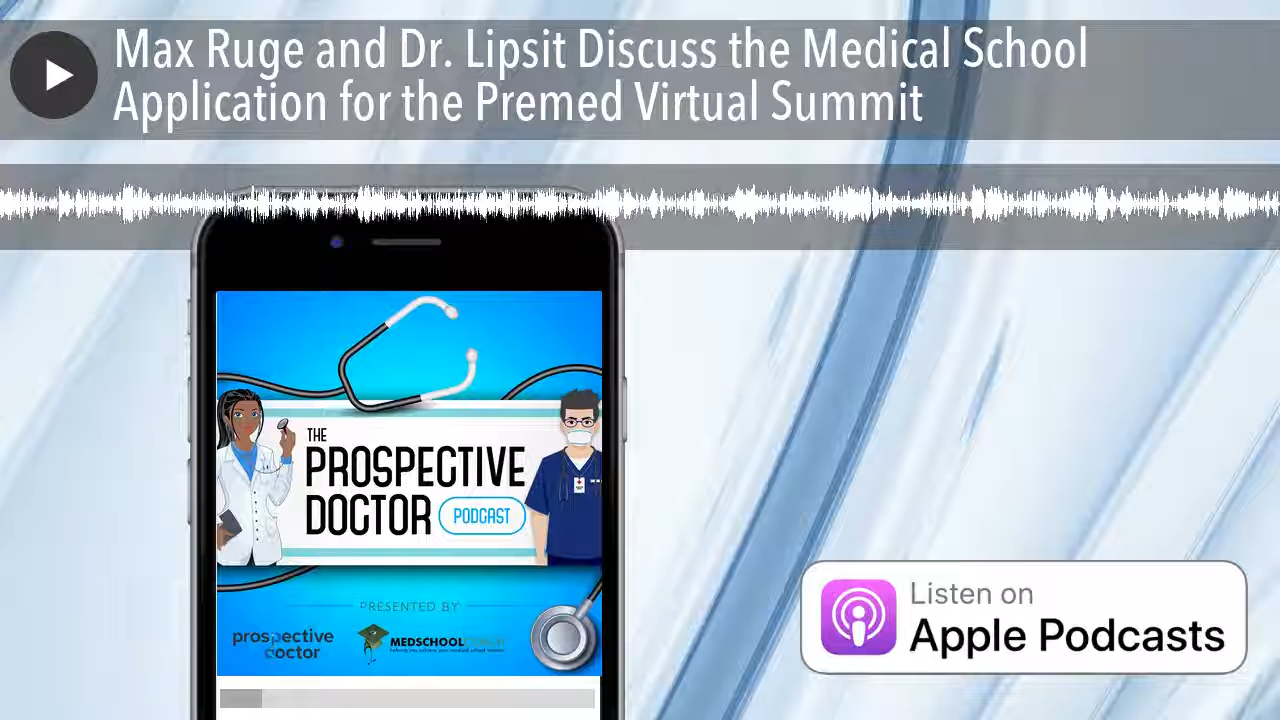 Max Ruge and Dr. Lipsit Discuss the Medical School
Application for the Premed Virtual Summit
THE
PROSPECTIVE
DOCTOR PODCAST
PRESENTED BY
prospective
doctor
MEDSCHOOL
Listen on
Apple Podcasts